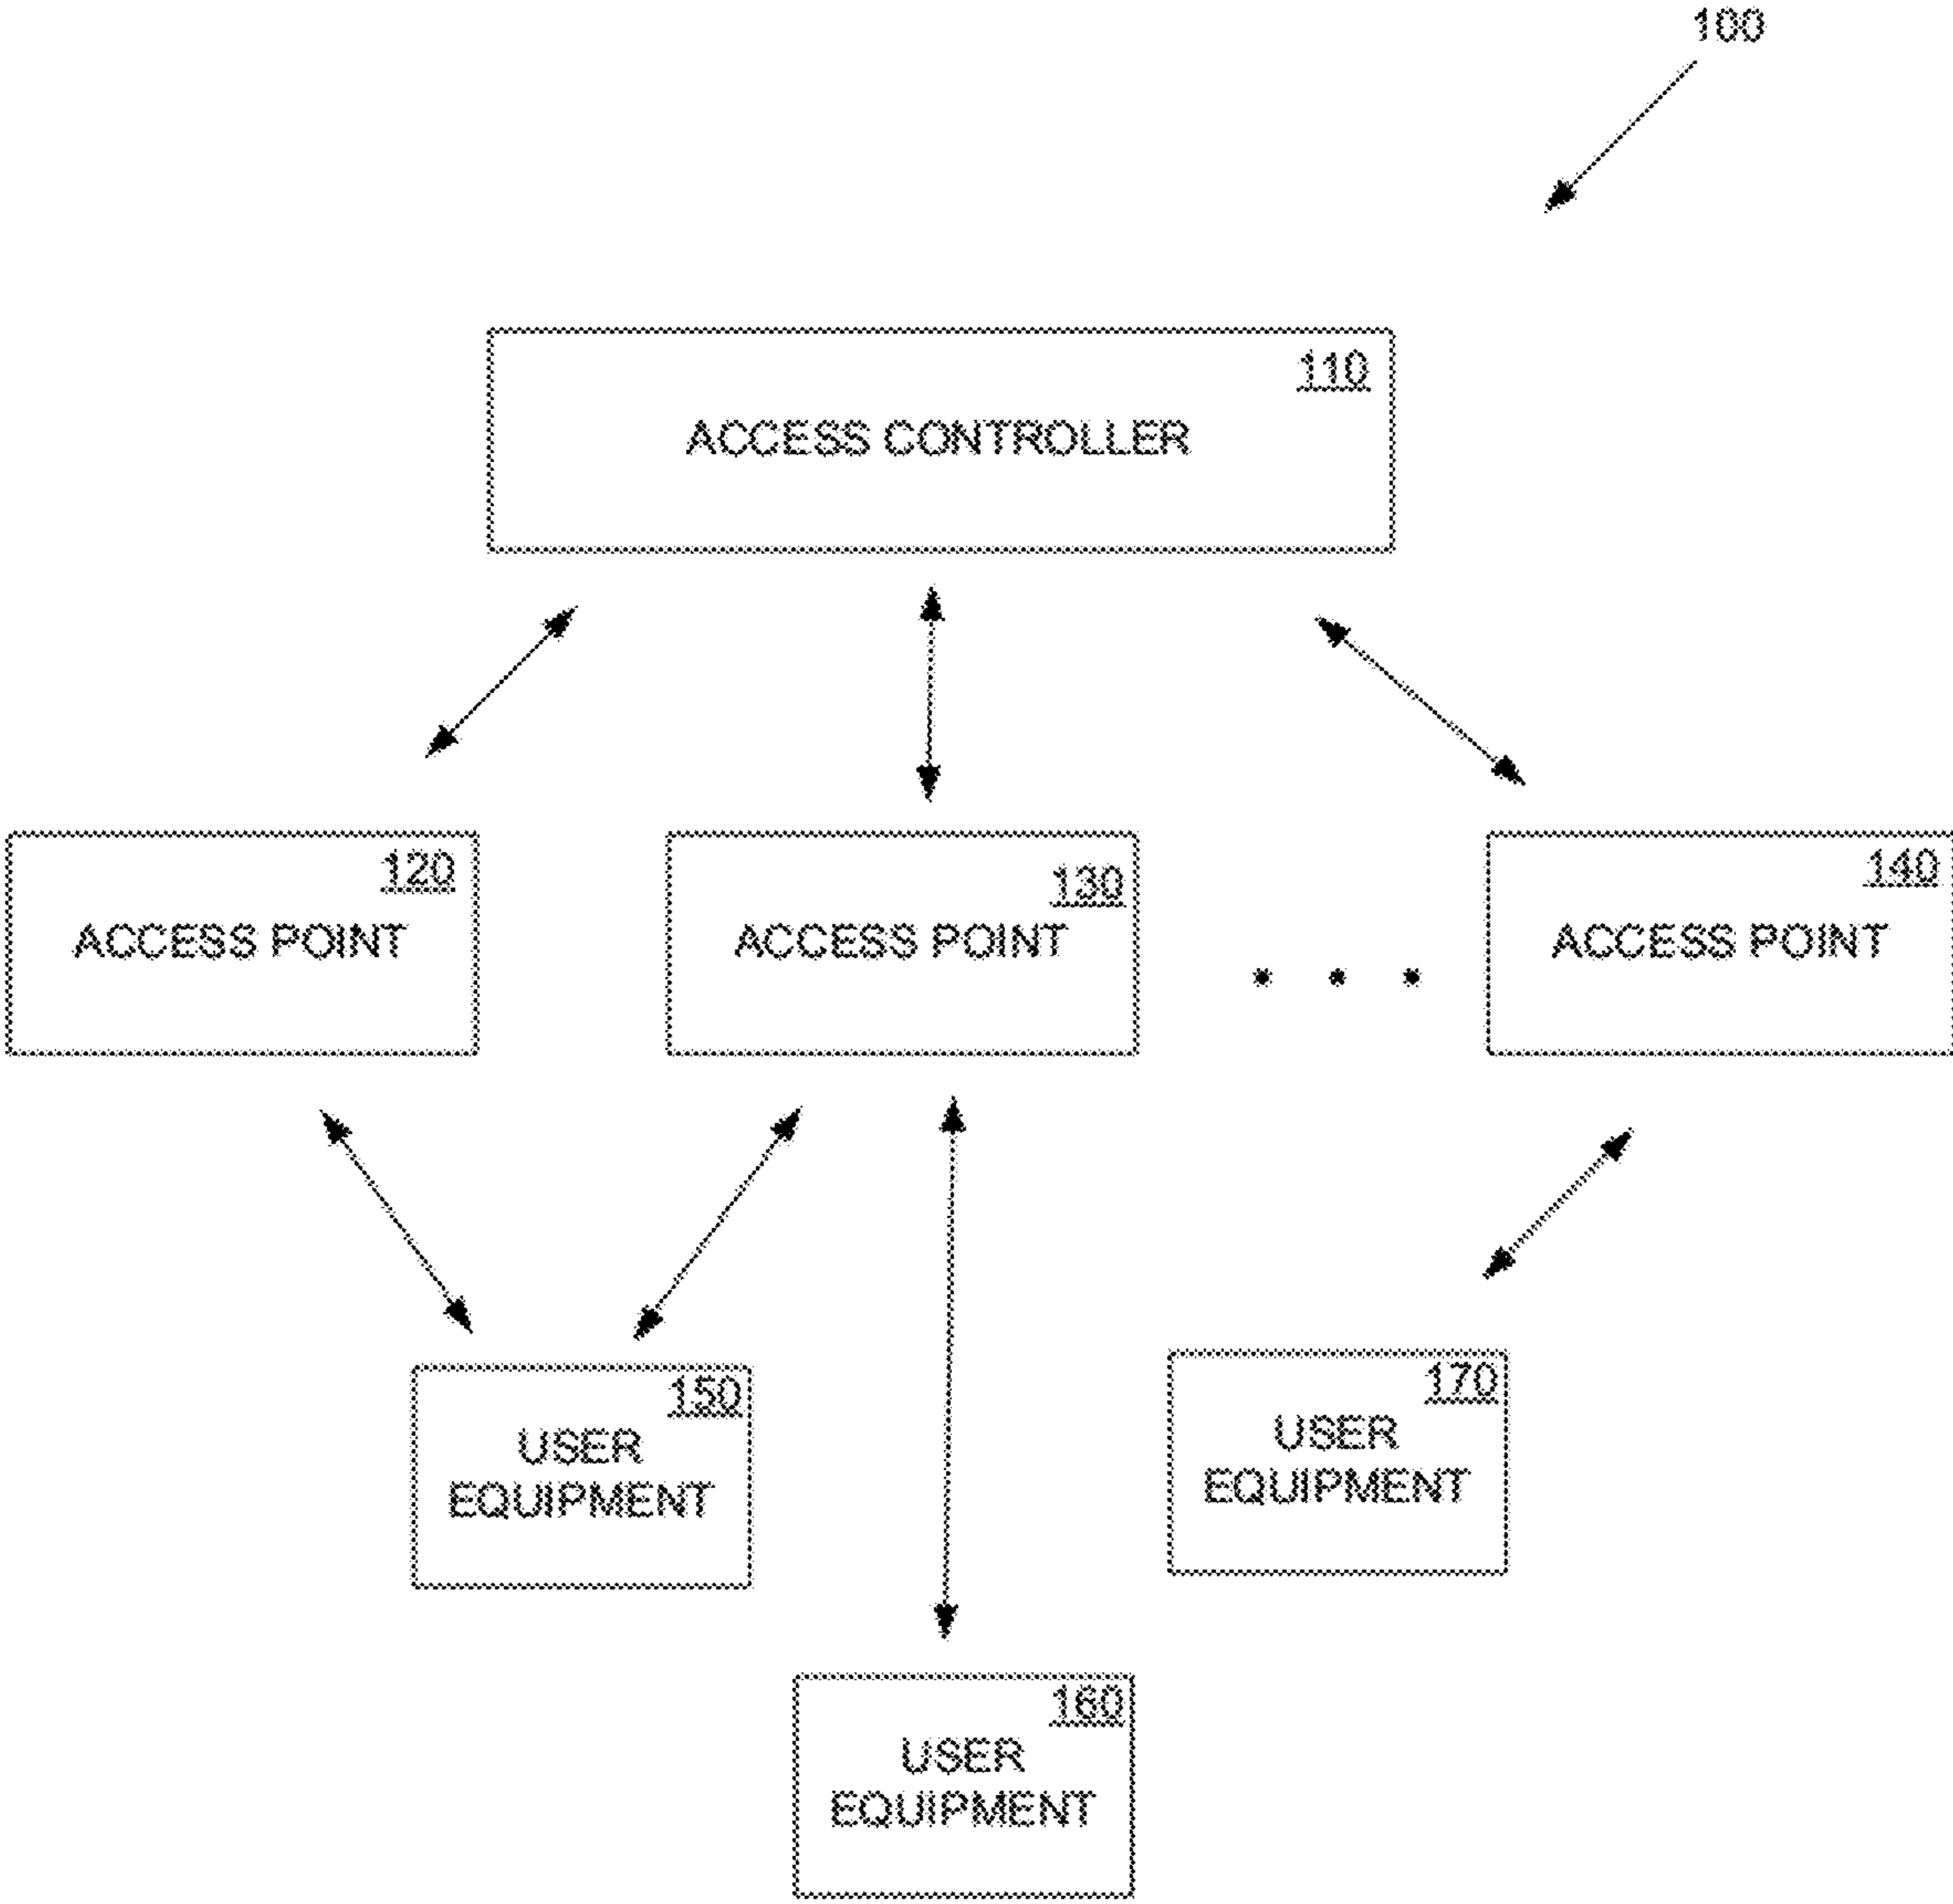 100
110
ACCESS CONTROLLER
120
ACCESS POINT
130
ACCESS POINT
. . .
140
ACCESS POINT
150
USER
EQUIPMENT
170
USER
EQUIPMENT
160
USER
EQUIPMENT